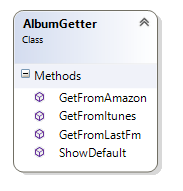 AlbumGetter
Class
Methods
GetFromAmazon
GetFromItunes
GetFromLastFm
ShowDefault